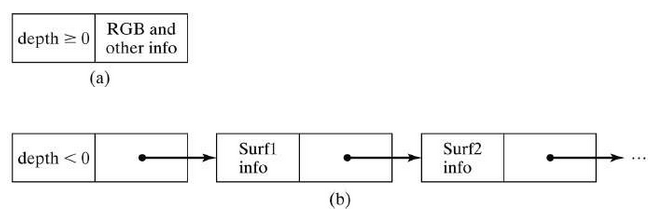 depth ≥ 0
RGB and
other info
(a)
depth < 0
Surf1
info
Surf2
info
...
(b)